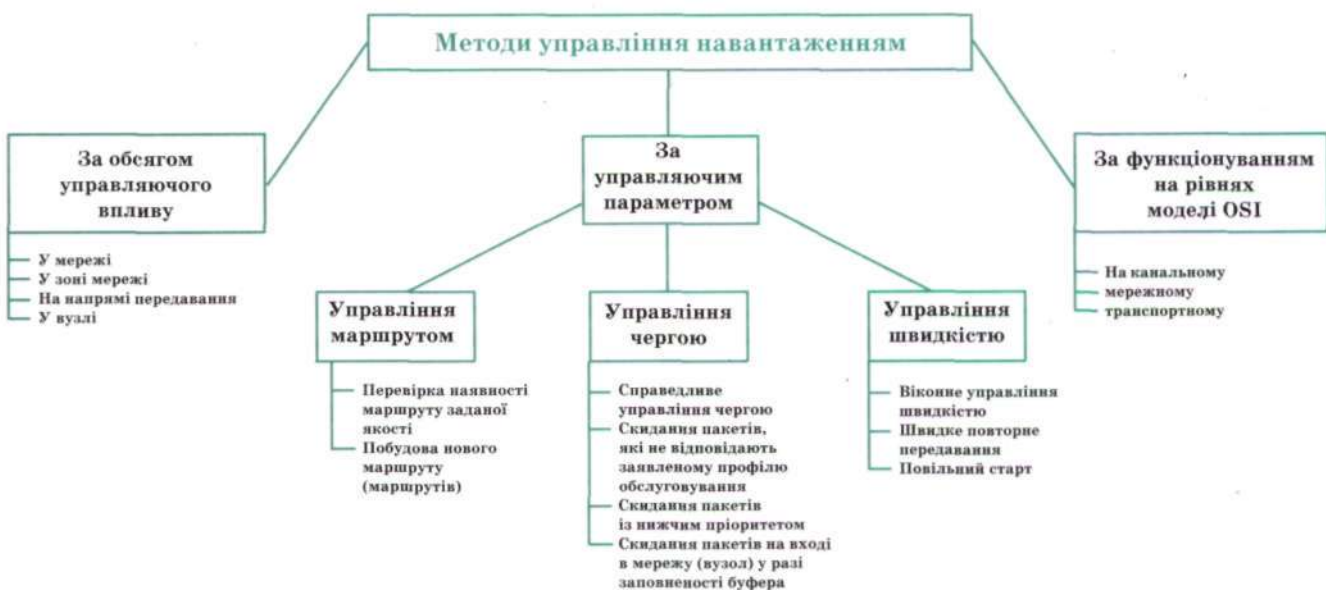 Методи управління навантаженням
За обсягом
управляючого
впливу
У мережі
У зоні мережі
На напрямі передавання
У вузлі
За
управляючим
параметром
Управління
маршрутом
Перевірка наявності
маршруту заданої
якості
Побудова нового
маршруту
(маршрутів)
Управління
чергою
Справедливе
управління чергою
Скидання пакетів,
які не відповідають
заявленому профілю
обслуговування
Скидання пакетів
із нижчим пріоритетом
Скидання пакетів на вході
в мережу (вузол) у разі
заповненості буфера
Управління
швидкістю
Віконне управління
швидкістю
Швидке повторне
передавання
Повільний старт
За функціонуванням
на рівнях
моделі OSI
На канальному
мережному
транспортному